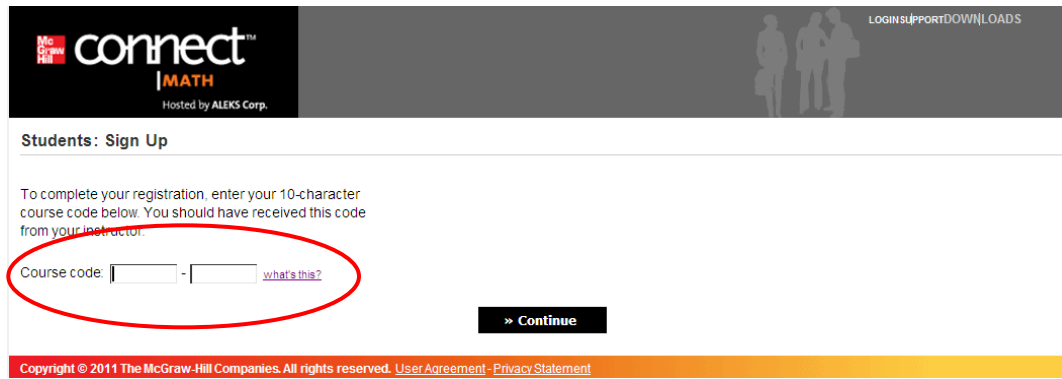 LOGIN SUPPORT DOWNLOADS
Mc Graw Hill connect™
MATH
Hosted by ALEKS Corp.
Students: Sign Up
To complete your registration, enter your 10-character
course code below. You should have received this code
from your instructor.
Course code: - what's this?
» Continue
Copyright © 2011 The McGraw-Hill Companies. All rights reserved. User Agreement - Privacy Statement